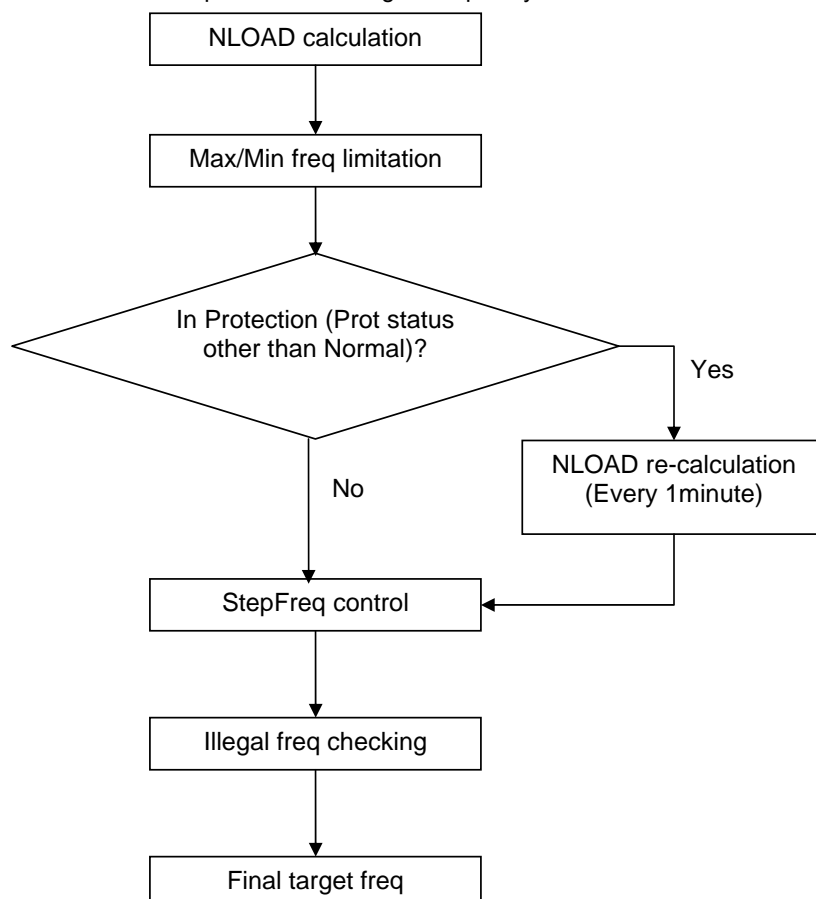 NLOAD calculation
Max/Min freq limitation
In Protection (Prot status
other than Normal)?
Yes
NLOAD re-calculation
(Every 1minute)
No
StepFreq control
Illegal freq checking
Final target freq